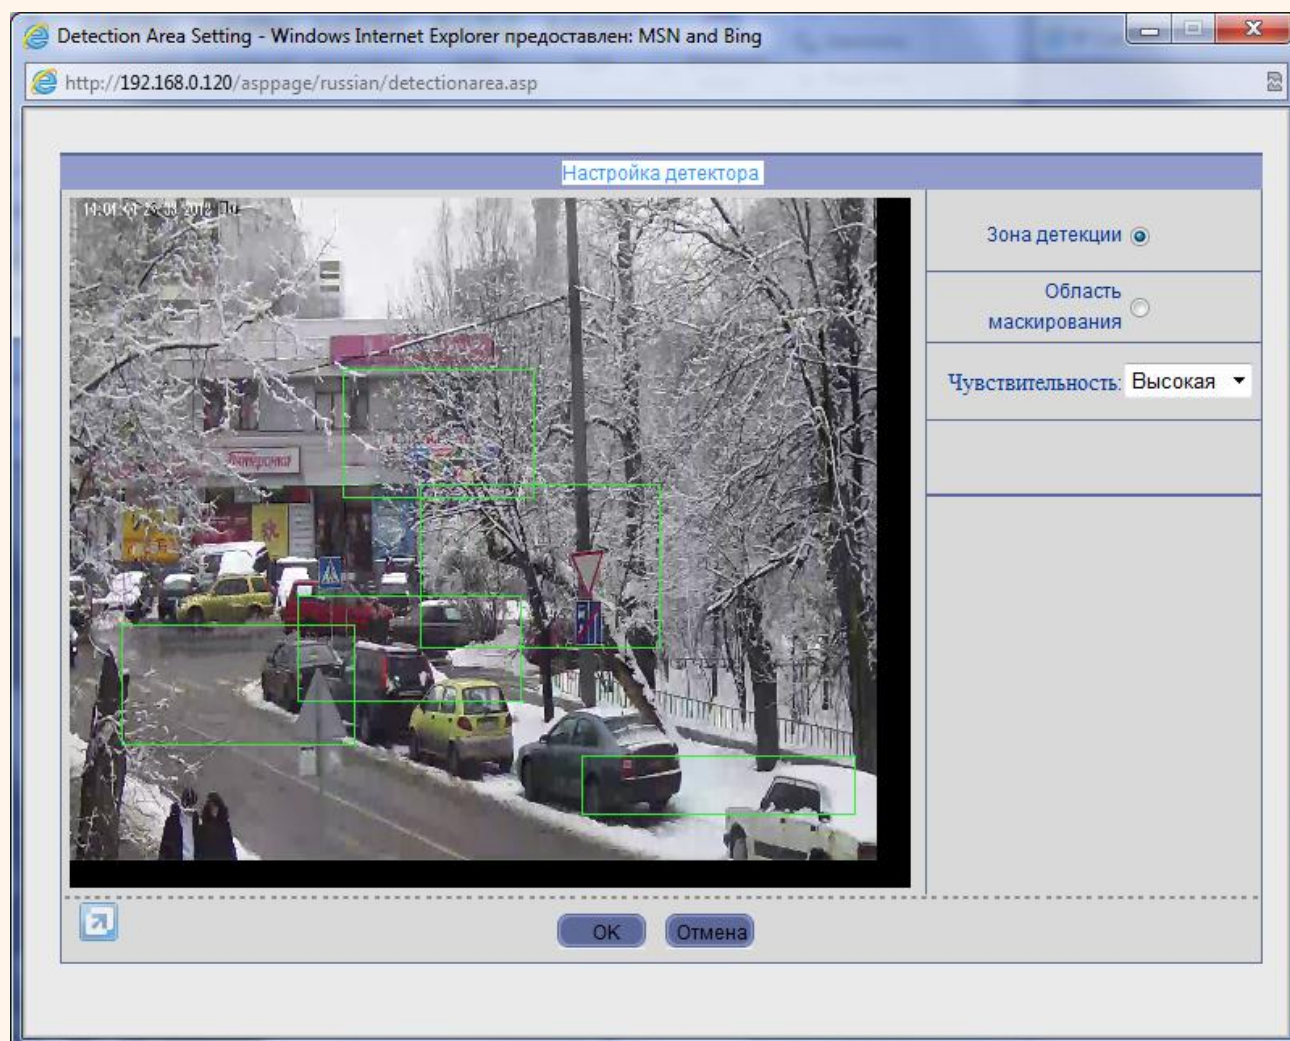 Detection Area Setting - Windows Internet Explorer предоставлен: MSN and Bing
http://192.168.0.120/asppage/russian/detectionarea.asp
Настройка детектора
Зона детекции
Область
маскирования
Чувствительность: Высокая
Пятерочка
OK Отмена